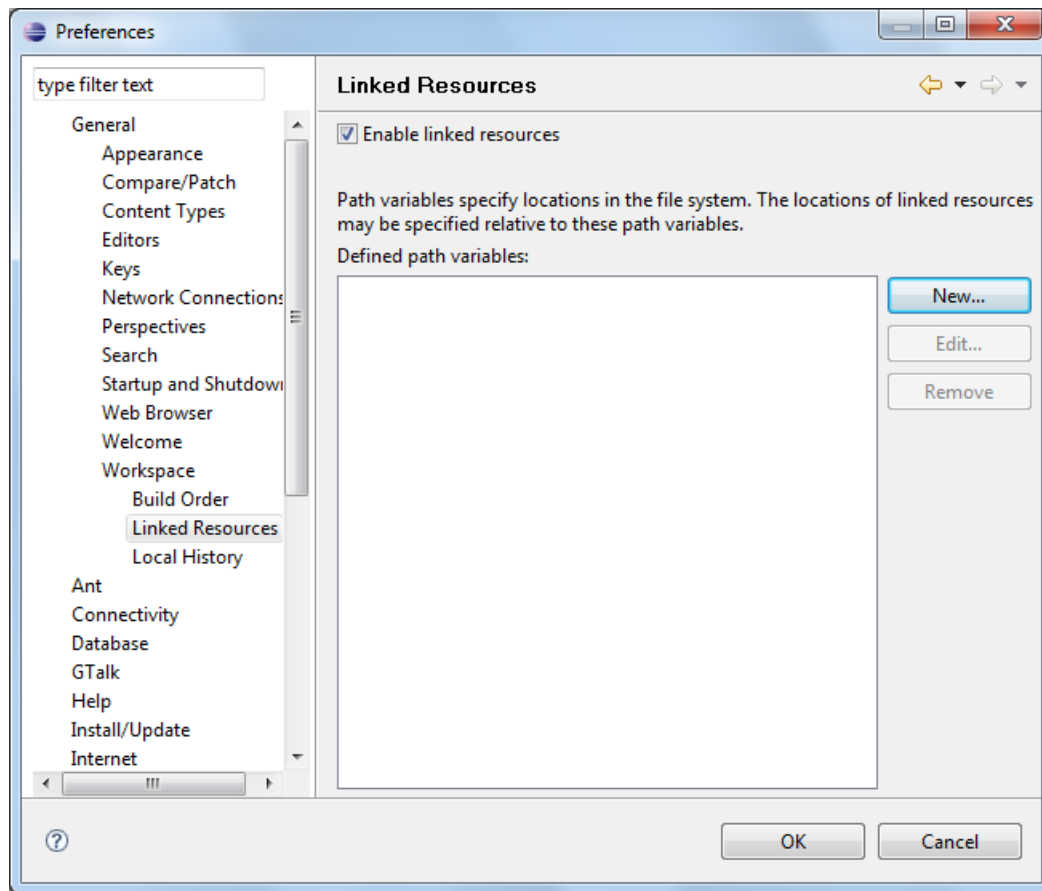 Preferences
type filter text
General
Appearance
Compare/Patch
Content Types
Editors
Keys
Network Connections
Perspectives
Search
Startup and Shutdow
Web Browser
Welcome
Workspace
Build Order
Linked Resources
Local History
Ant
Connectivity
Database
GTalk
Help
Install/Update
Internet
Linked Resources
Enable linked resources
Path variables specify locations in the file system. The locations of linked resources
may be specified relative to these path variables.
Defined path variables:
New...
Edit...
Remove
OK
Cancel